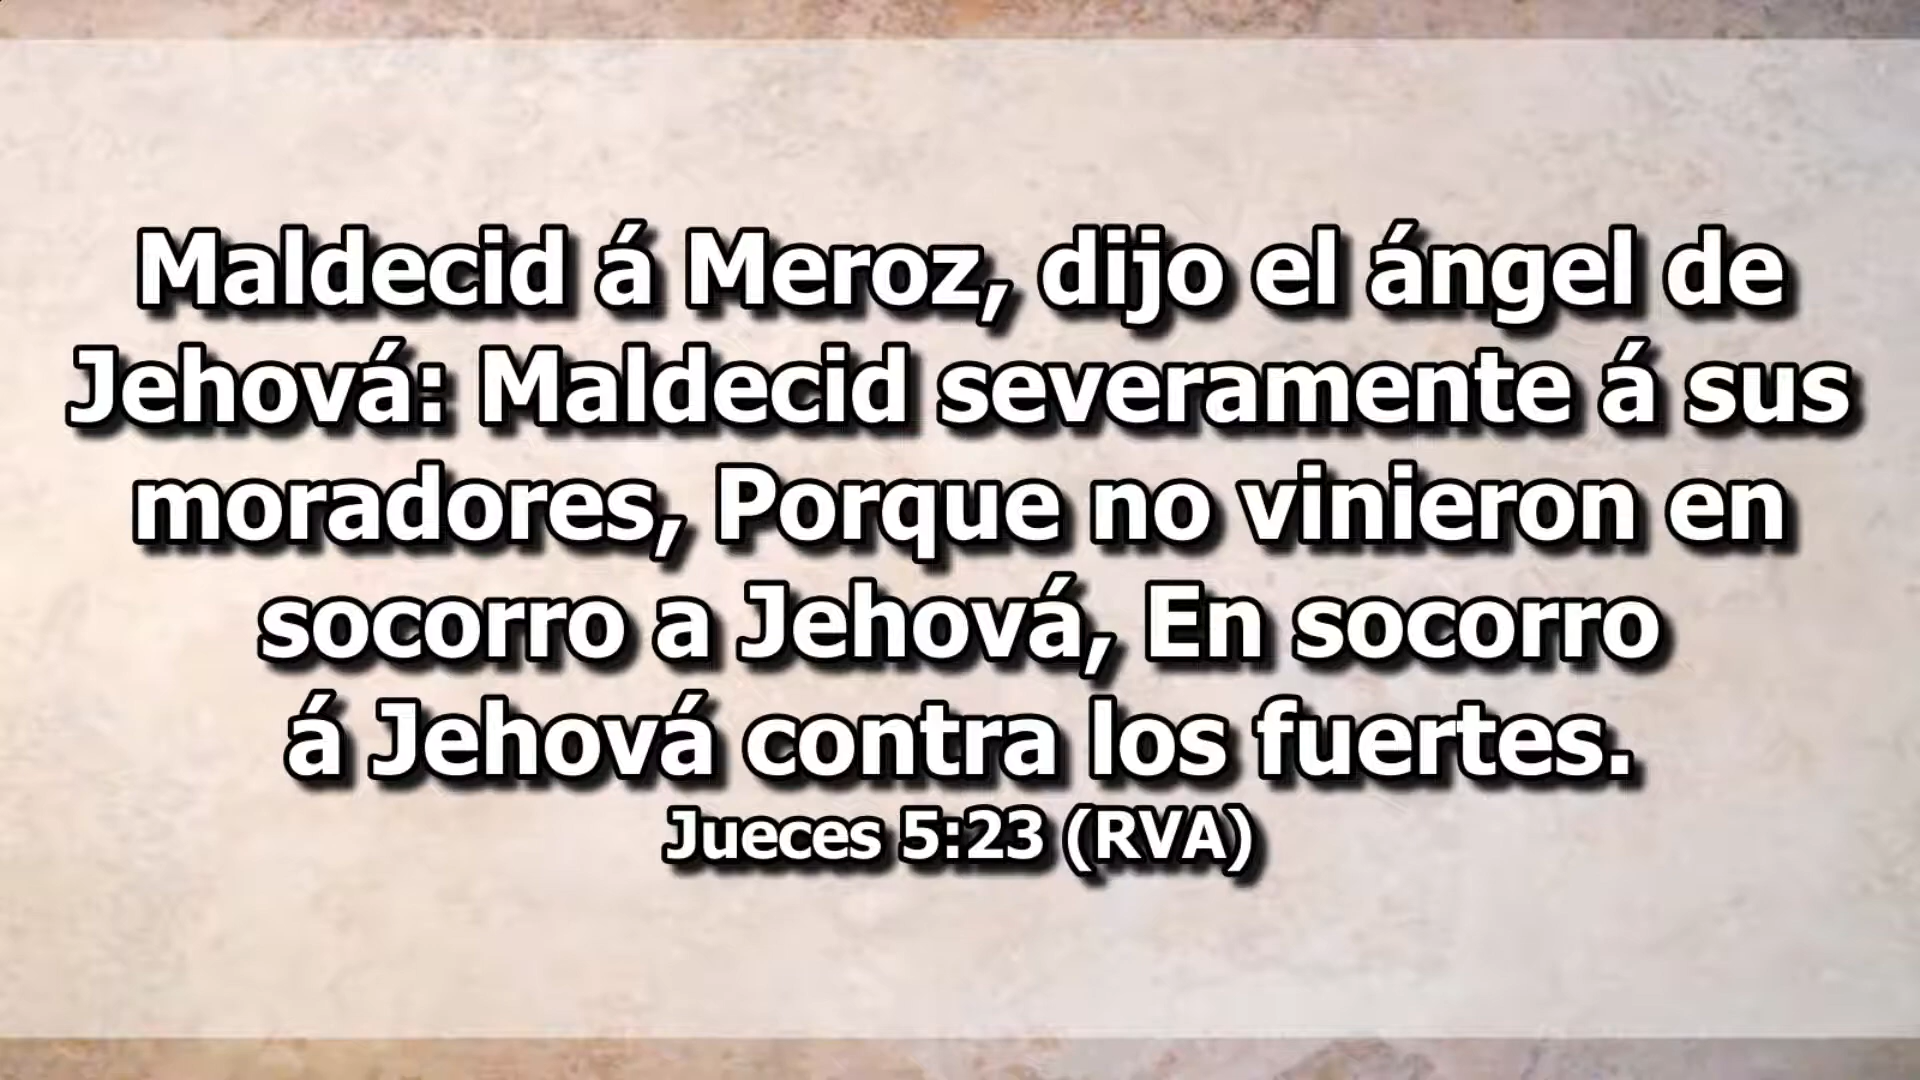 Maldecid á Meroz, dijo el ángel de
Jehová: Maldecid severamente á sus
moradores, Porque no vinieron en
socorro a Jehová, En socorro
á Jehová contra los fuertes.
Jueces 5:23 (RVA)